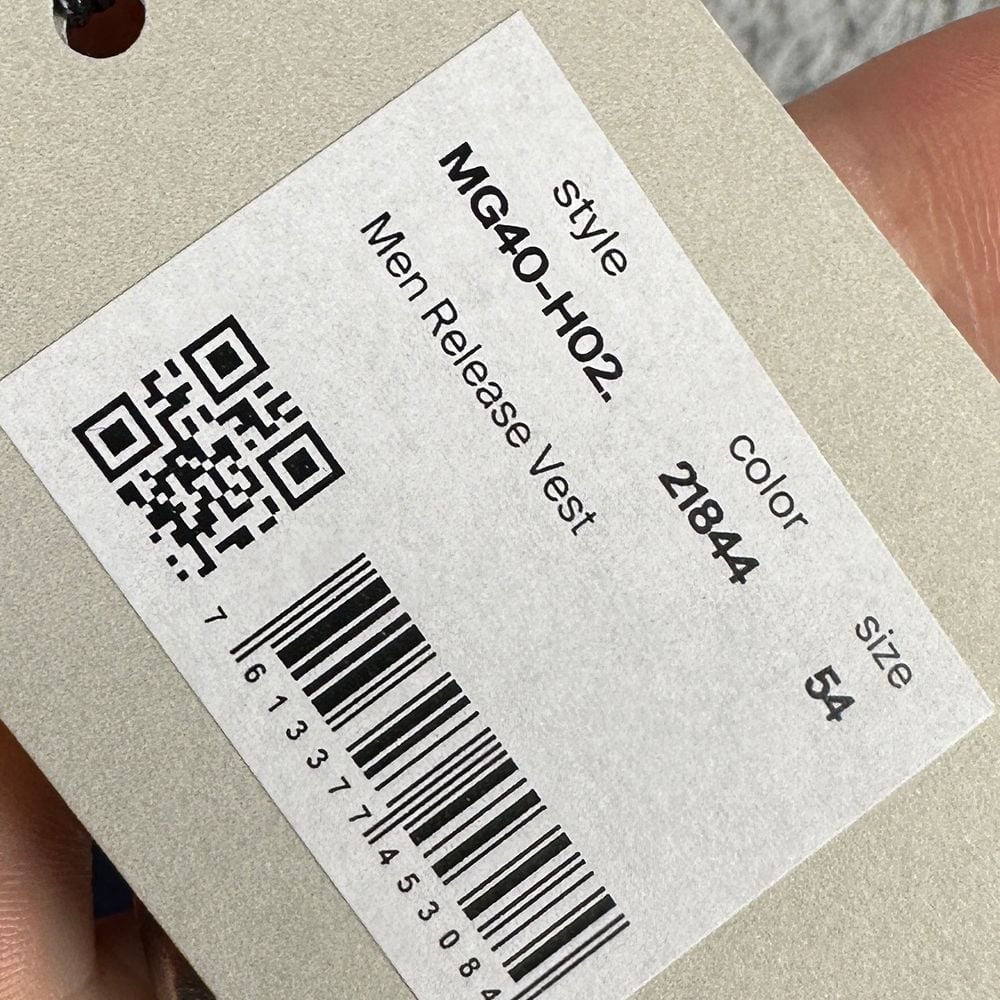 style
MG40-H02.
Men Release Vest
color
21844
size
54
7 613377 453084